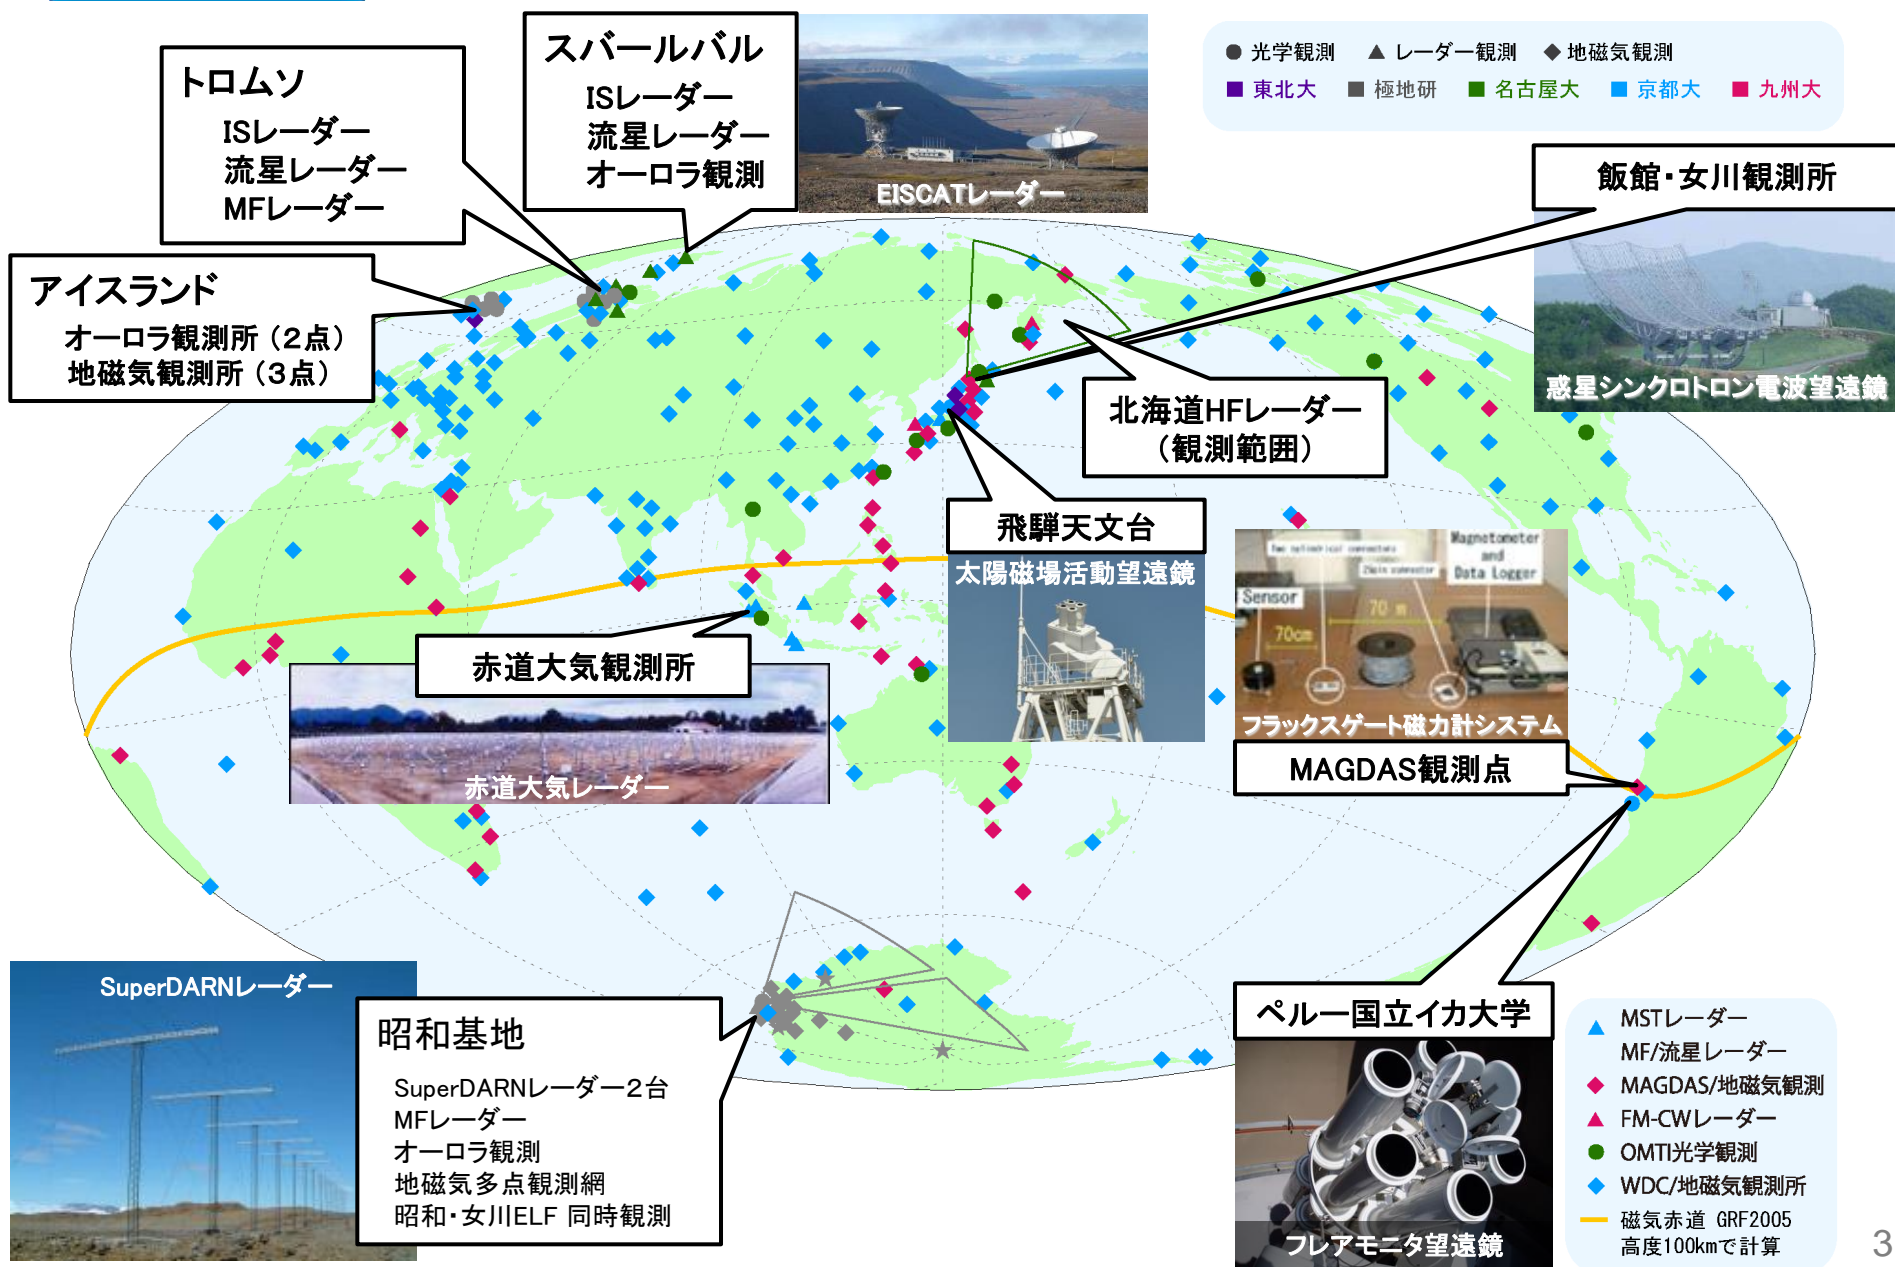 スバールバル
ISレーダー
流星レーダー
オーロラ観測
EISCATレーダー
トロムソ
ISレーダー
流星レーダー
MFレーダー
アイスランド
オーロラ観測所（2点）
地磁気観測所（3点）
● 光学観測 ▲ レーダー観測 ◆ 地磁気観測
■ 東北大 ■ 極地研 ■ 名古屋大 ■ 京都大 ■ 九州大
飯館・女川観測所
惑星シンクロトロン電波望遠鏡
北海道HFレーダー
（観測範囲）
飛騨天文台
太陽磁場活動望遠鏡
赤道大気観測所
赤道大気レーダー
Two cylindrical connectors
Magnetometer
and
Data Logger
Sensor
70 m
70cm
フラックスゲート磁力計システム
MAGDAS観測点
ペルー国立イカ大学
フレアモニタ望遠鏡
SuperDARNレーダー
昭和基地
SuperDARNレーダー2台
MFレーダー
オーロラ観測
地磁気多点観測網
昭和・女川ELF 同時観測
MSTレーダー
MF/流星レーダー
MAGDAS/地磁気観測
FM-CWレーダー
OMTI光学観測
WDC/地磁気観測所
磁気赤道 GRF2005
高度100kmで計算
3